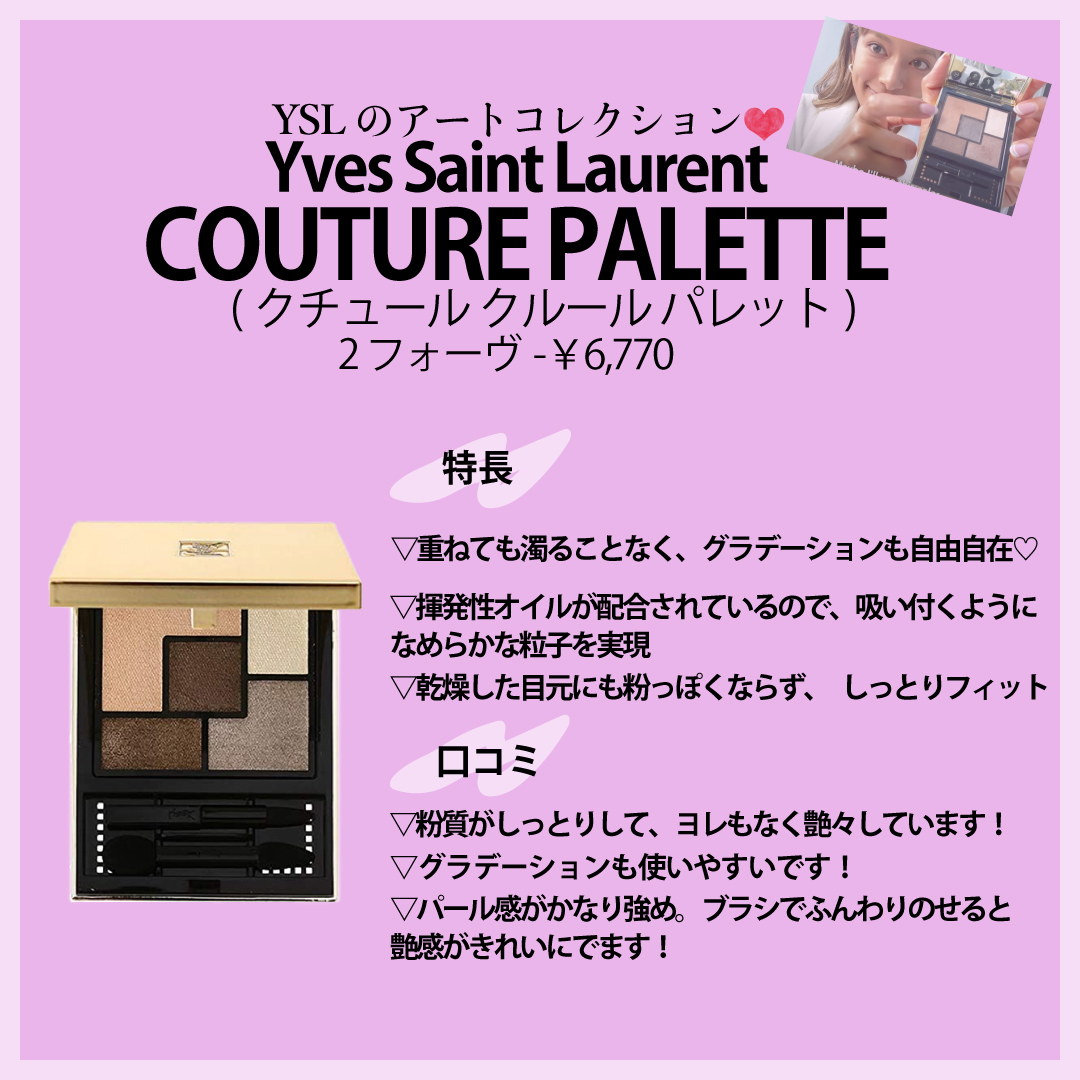 YSLのアートコレクション
Yves Saint Laurent
COUTURE PALETTE
(クチュール クルール パレット)
2フォーヴ -￥6,770
特長
▽重ねても濁ることなく、グラデーションも自由自在♡
▽揮発性オイルが配合されているので、吸い付くように
なめらかな粒子を実現
▽乾燥した目元にも粉っぽくならず、 しっとりフィット
口コミ
▽粉質がしっとりして、ヨレもなく艶々しています！
▽グラデーションも使いやすいです！
▽パール感がかなり強め。ブラシでふんわりのせると
艶感がきれいにでます！